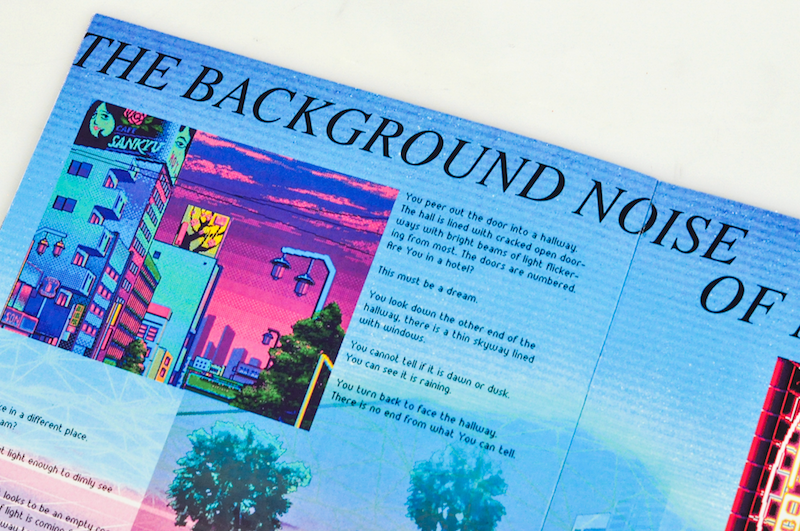 THE BACKGROUND NOISE
OF
CAFE
SANKYU
You peer out the door into a hallway.
The hall is lined with cracked open door-
ways with bright beams of light flicker-
ing from most. The doors are numbered.
Are You in a hotel?
This must be a dream.
You look down the other end of the
hallway, there is a thin skyway lined
with windows.
You cannot tell if it is dawn or dusk.
You can see it is raining.
You turn back to face the hallway.
There is no end from what You can tell.
in a different place.
light enough to dimly see
looks to be an empty
light is coming